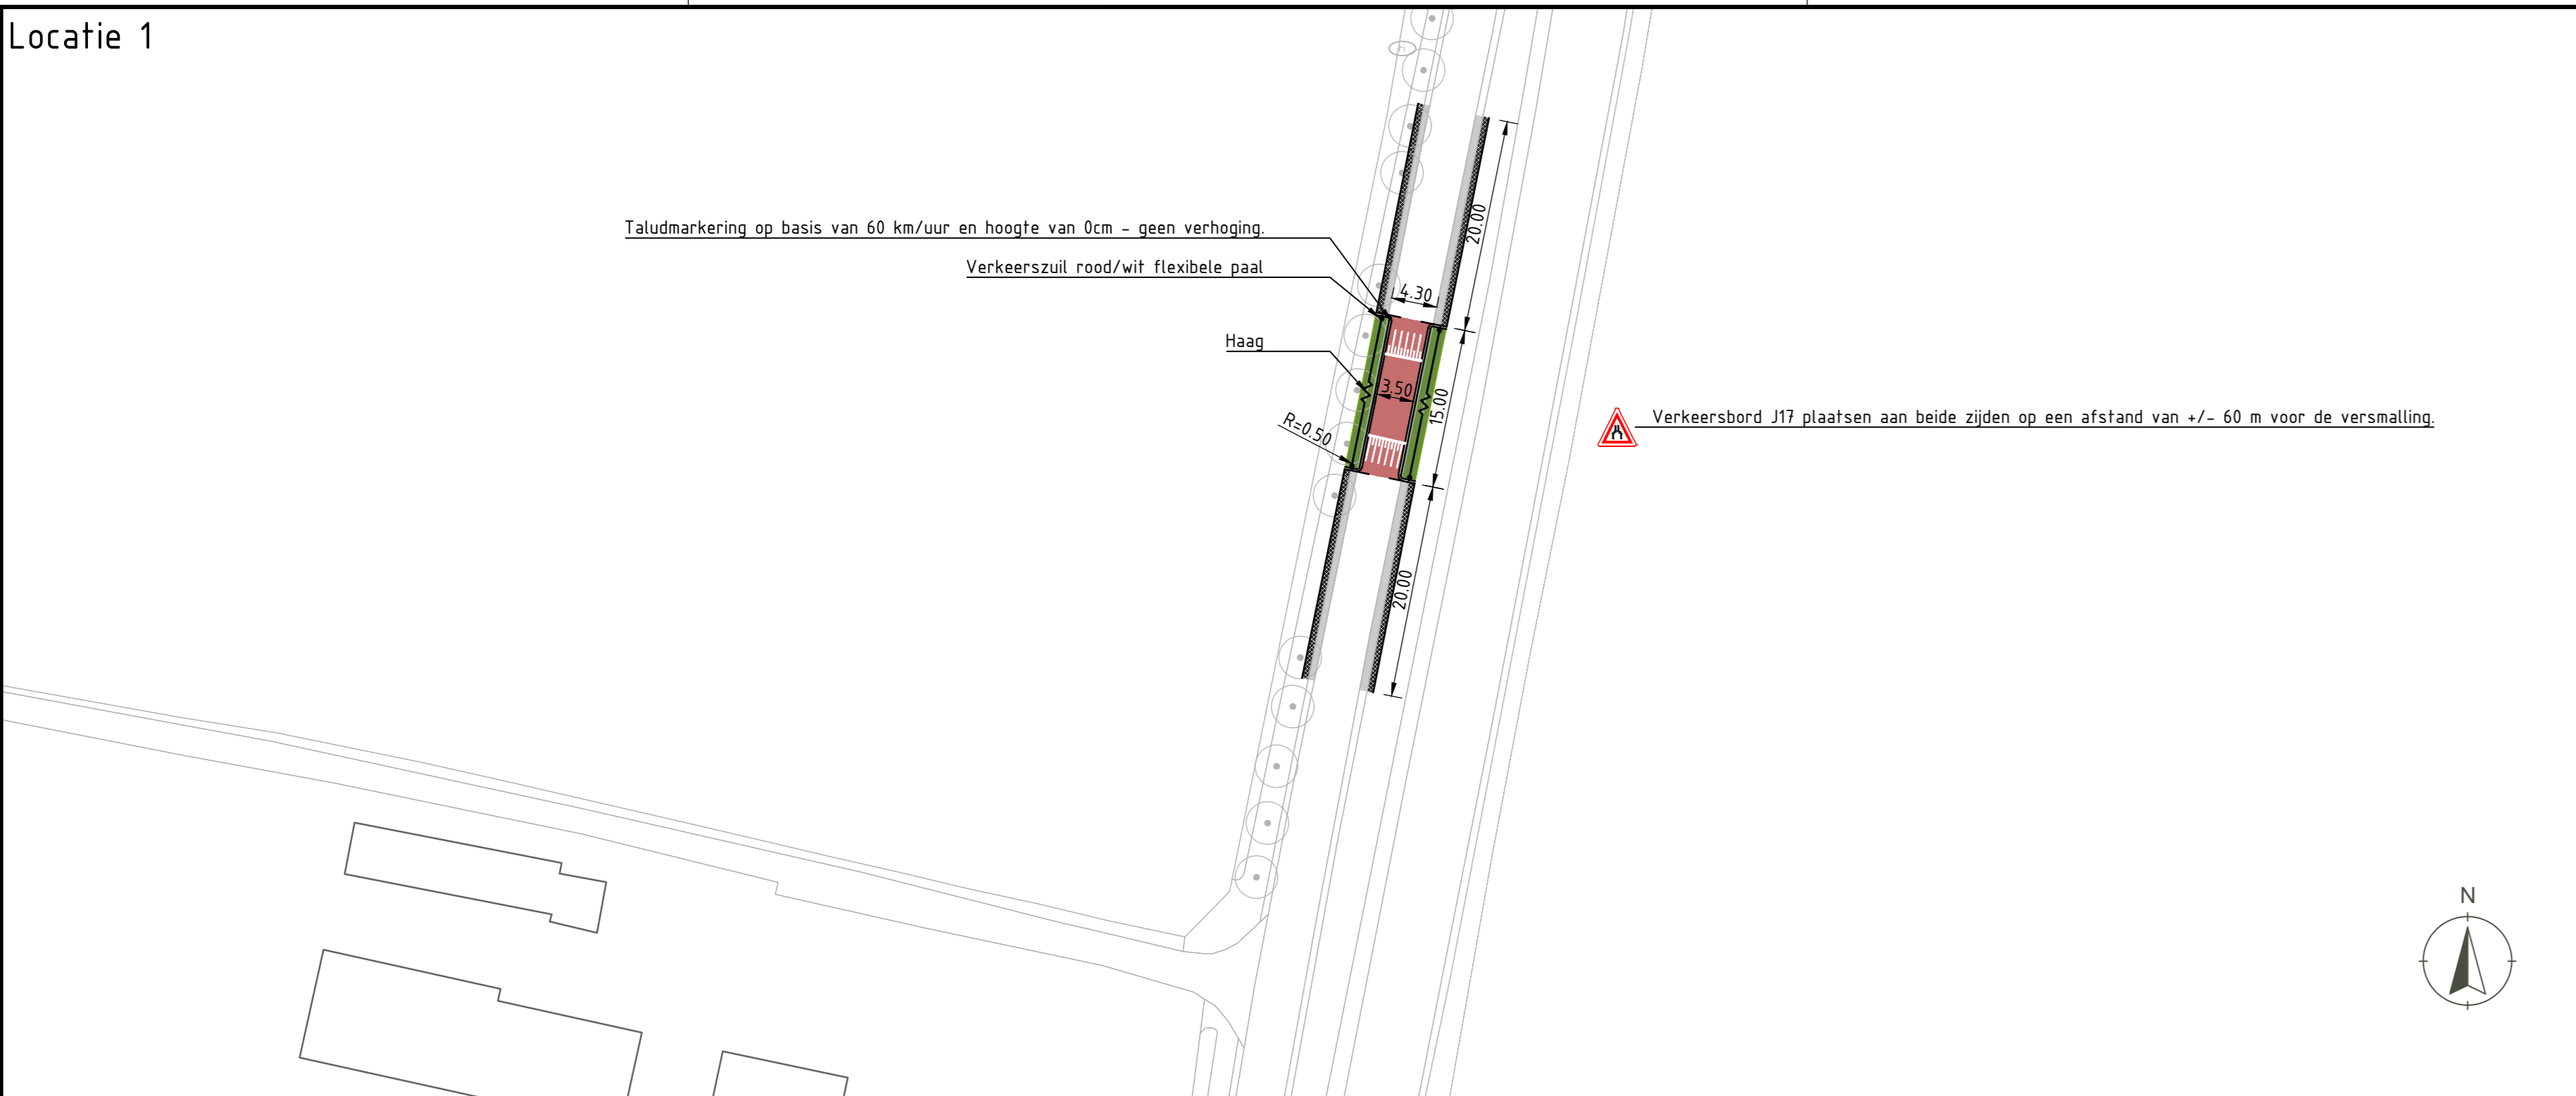 Locatie 1
ri
Taludmarkering op basis van 60 km/uur en hoogte van 0cm - geen verhoging.
20.00
Verkeerszuil rood/wit flexibele paal
4.30
Haag
3.50
15.00
R=0.50
Verkeersbord J17 plaatsen aan beide zijden op een afstand van +/- 60 m voor de versmalling.
20.00
N